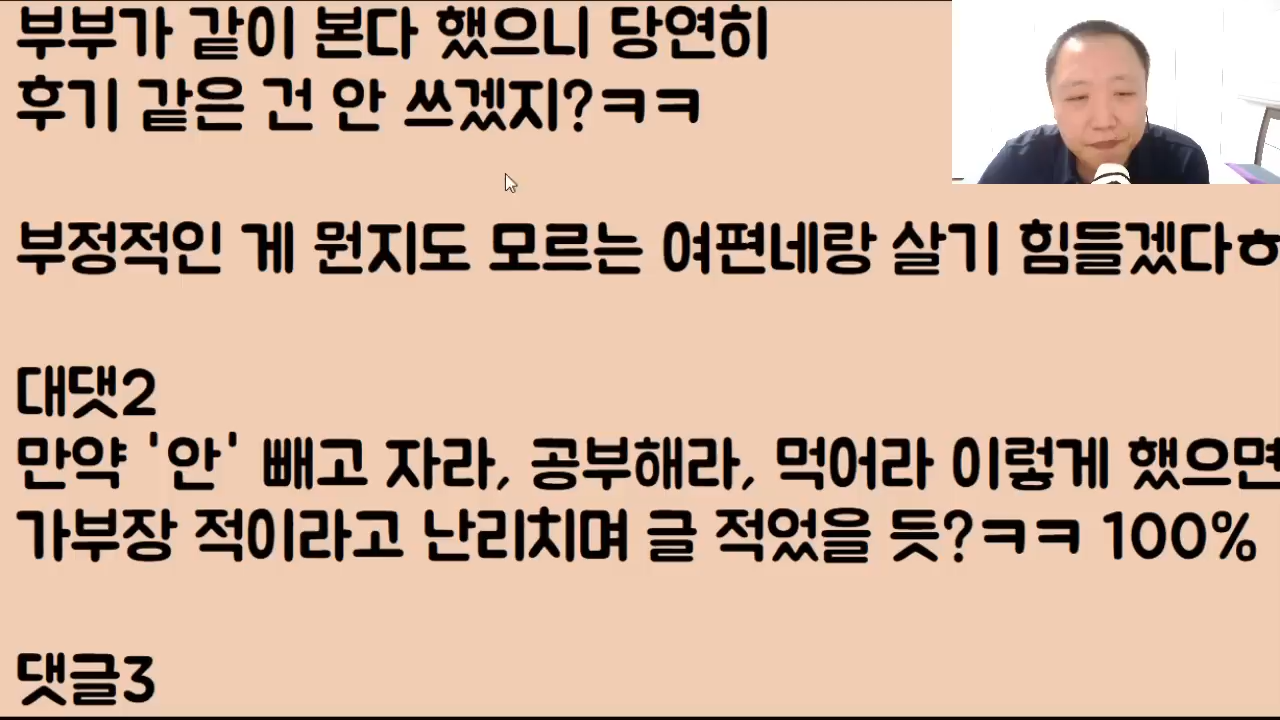 부부가 같이 본다 했으니 당연히
후기 같은 건 안 쓰겠지?ㅋㅋ
부정적인 게 뭔지도 모르는 여편네랑 살기 힘들겠다ㅎ
대댓2
만약 '안' 빼고 자라, 공부해라, 먹어라 이렇게 했으면
가부장 적이라고 난리치며 글 적었을 듯?ㅋㅋ 100%
댓글3